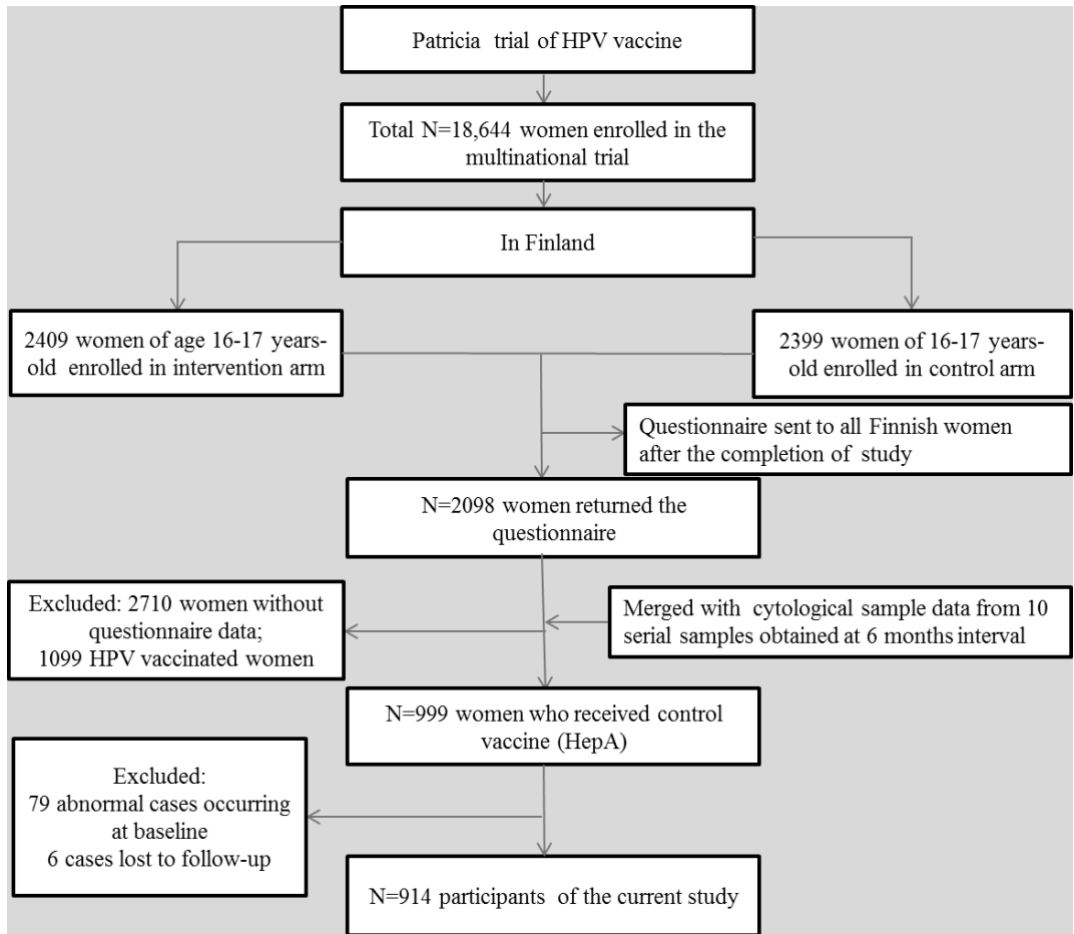 Patricia trial of HPV vaccine
Total N=18,644 women enrolled in the
multinational trial
In Finland
2409 women of age 16-17 years-
old enrolled in intervention arm
2399 women of 16-17 years-
old enrolled in control arm
Questionnaire sent to all Finnish women
after the completion of study
N=2098 women returned the
questionnaire
Excluded: 2710 women without
questionnaire data;
1099 HPV vaccinated women
Merged with cytological sample data from 10
serial samples obtained at 6 months interval
N=999 women who received control
vaccine (HepA)
Excluded:
79 abnormal cases occurring
at baseline
6 cases lost to follow-up
N=914 participants of the current study